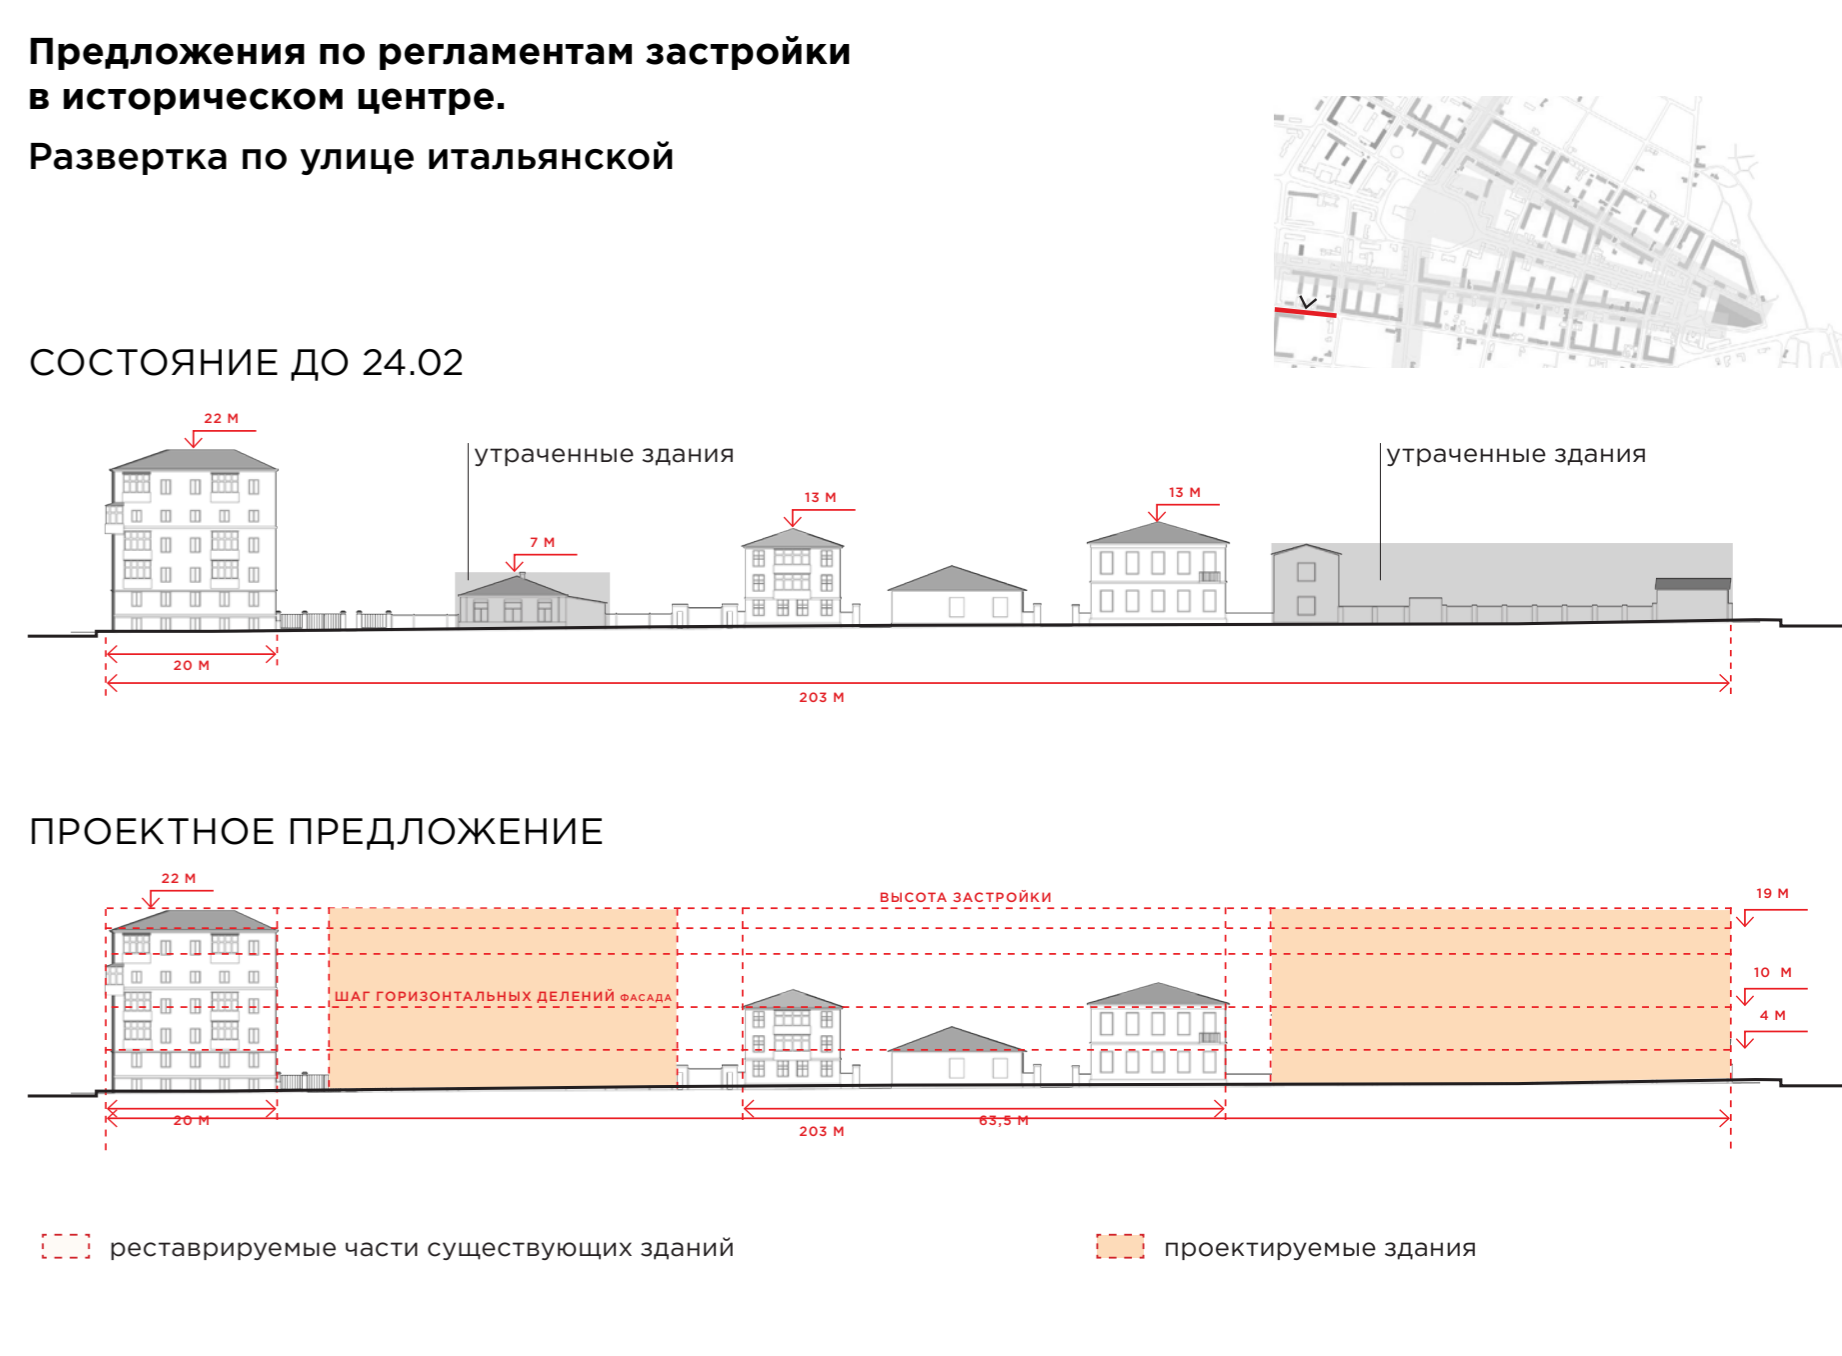 Предложения по регламентам застройки
в историческом центре.
Развертка по улице итальянской
СОСТОЯНИЕ ДО 24.02
22 М
утраченные здания
7 М
13 М
13 М
утраченные здания
20 М
203 М
ПРОЕКТНОЕ ПРЕДЛОЖЕНИЕ
22 М
ВЫСОТА ЗАСТРОЙКИ
19 М
10 М
ШАГ ГОРИЗОНТАЛЬНЫХ ДЕЛЕНИЙ ФАСАДА
4 М
20 М
63,5 М
203 М
реставрируемые части существующих зданий
проектируемые здания